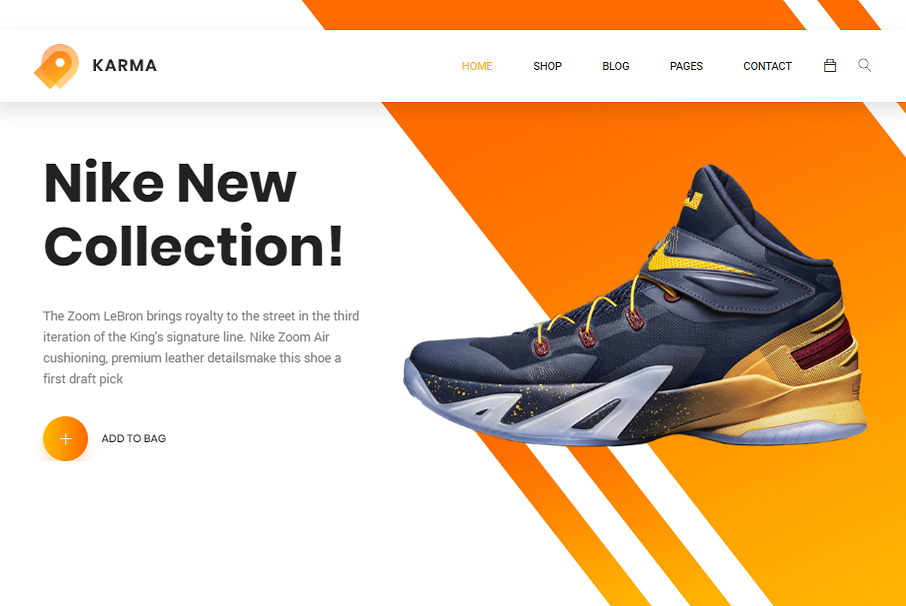 KARMA
HOME SHOP BLOG PAGES CONTACT
Nike New
Collection!
The Zoom LeBron brings royalty to the street in the third
iteration of the King's signature line. Nike Zoom Air
cushioning, premium leather detailsmake this shoe a
first draft pick
ADD TO BAG